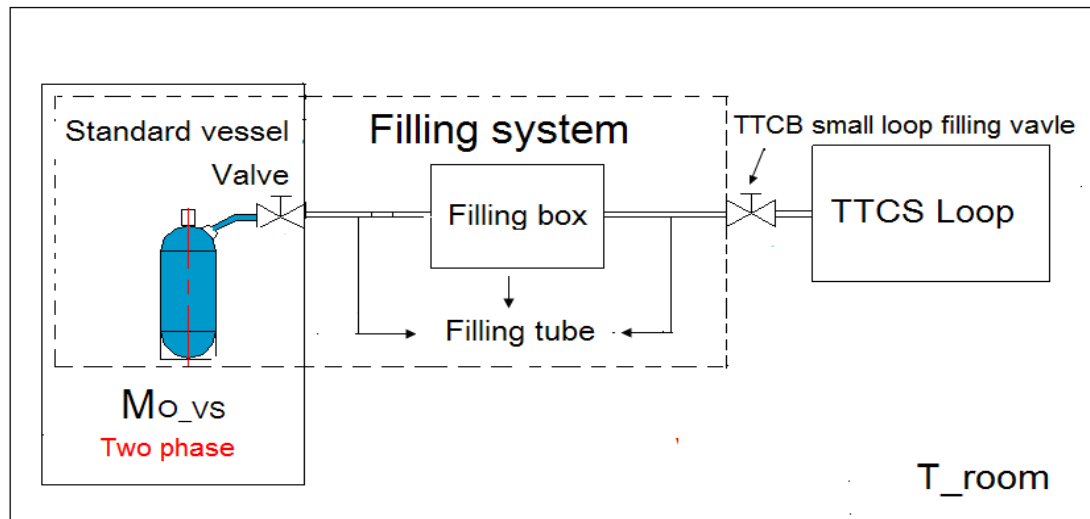 Standard vessel
Valve
Filling system
Filling box
Filling tube
TTCB small loop filling vavle
TTCS Loop
Mo_vs
Two phase
T_room